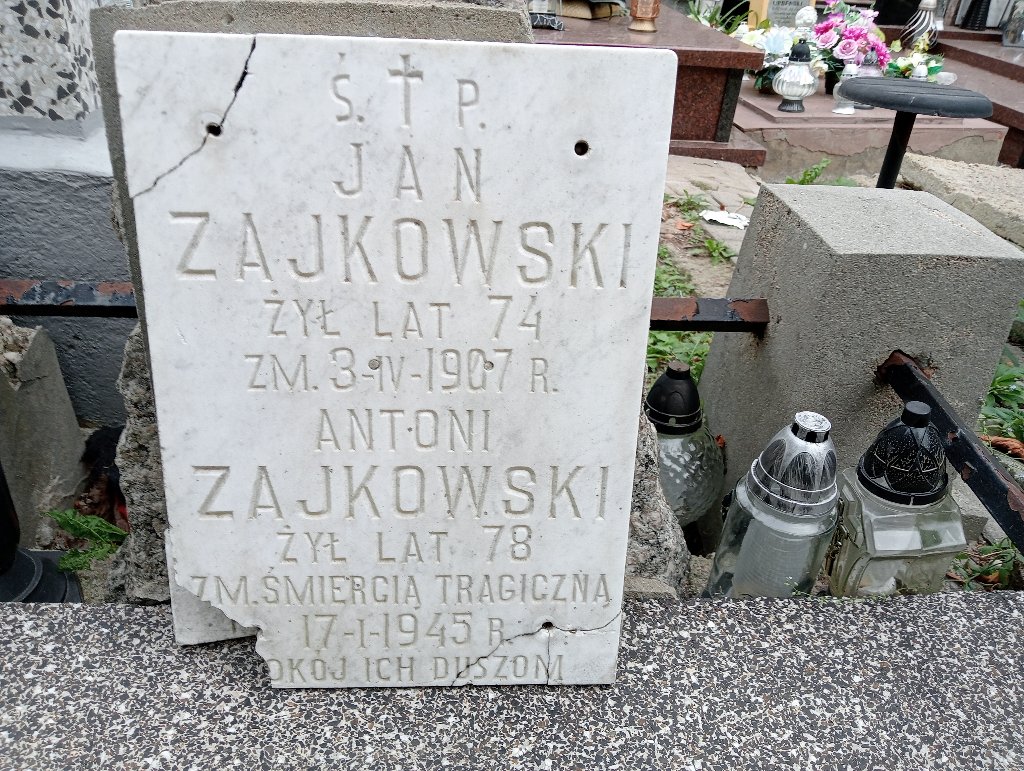 Ś. † P.
JAN
ZAJKOWSKI
ŻYŁ LAT 74
ZM. 3-IV-1907 R.
ANTONI
ZAJKOWSKI
ŻYŁ LAT 78
ZM. ŚMIERCIĄ TRAGICZNĄ
17-I-1945 R.
OKÓJ ICH DUSZOM